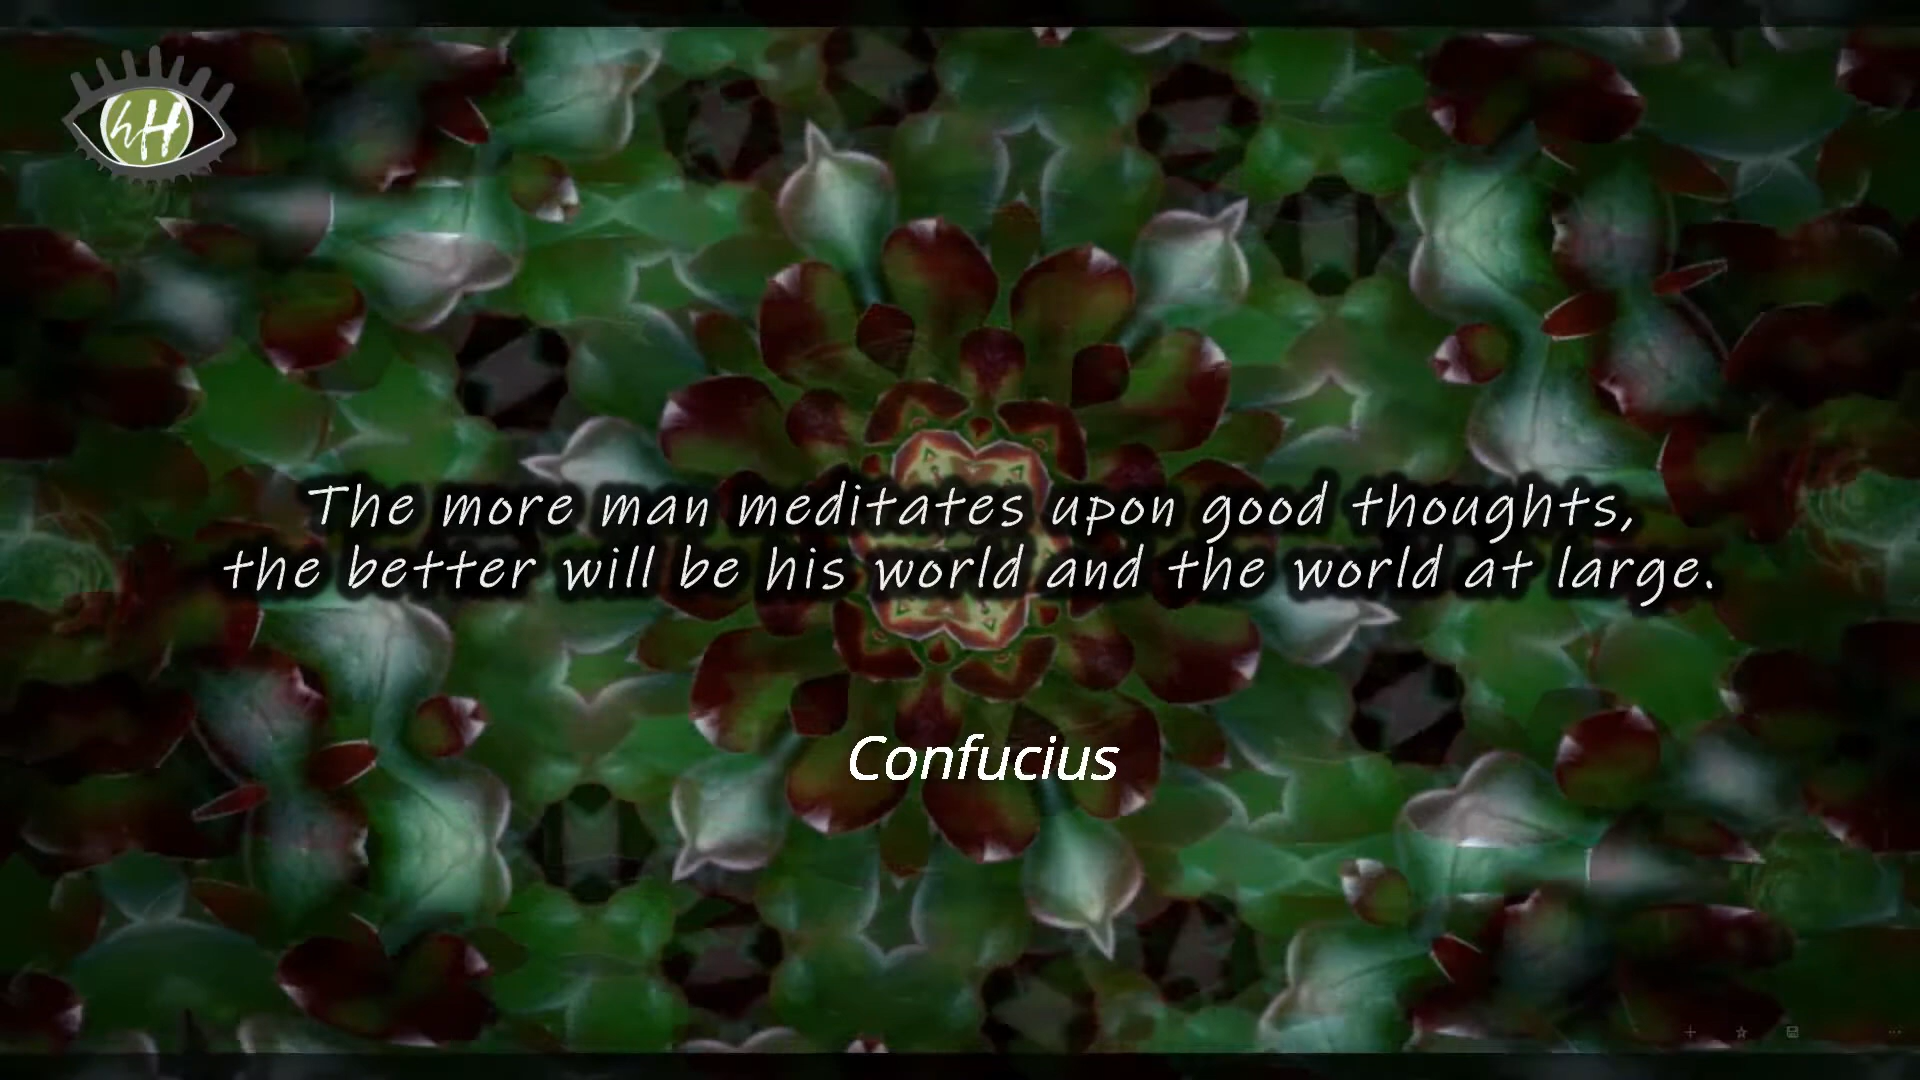 hH
The more man meditates upon good thoughts,
the better will be his world and the world at large.
Confucius